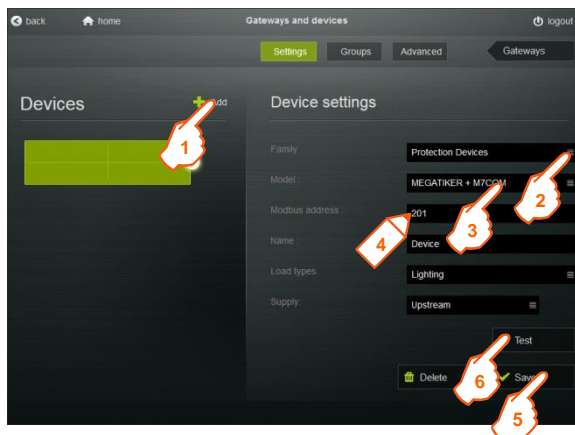 back home Gateways and devices logout
Settings Groups Advanced Gateways
Devices Add Device settings
1
Family Protection Devices
2
Model : MEGATIKER + M7COM
3
Modbus address : 201
4
Name : Device
Load types: Lighting
Supply: Upstream
Test
6
Delete Save
5